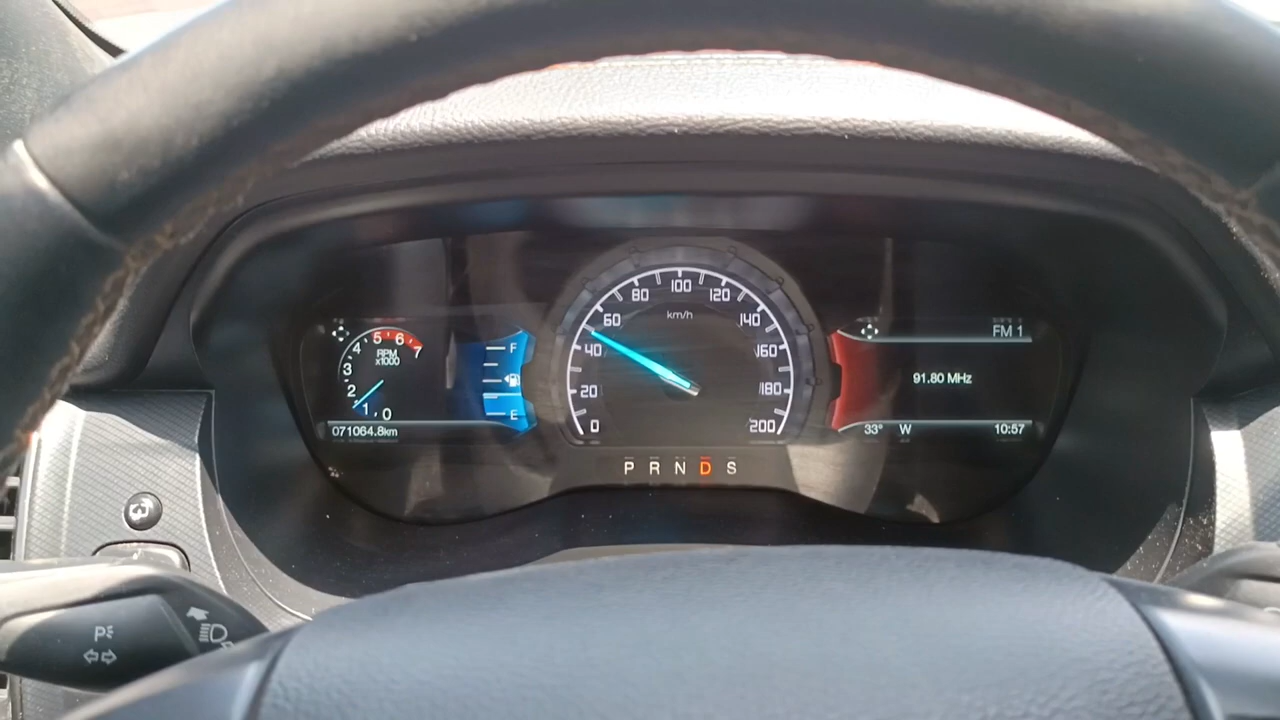 100
80 120
60 km/h 140
40 160
20 180
0 200
4 5 6 7
3 RPM
x1000
2
1 0
071064.8km
F
E
FM 1
91.80 MHz
33° W 10:57
P R N D S
P